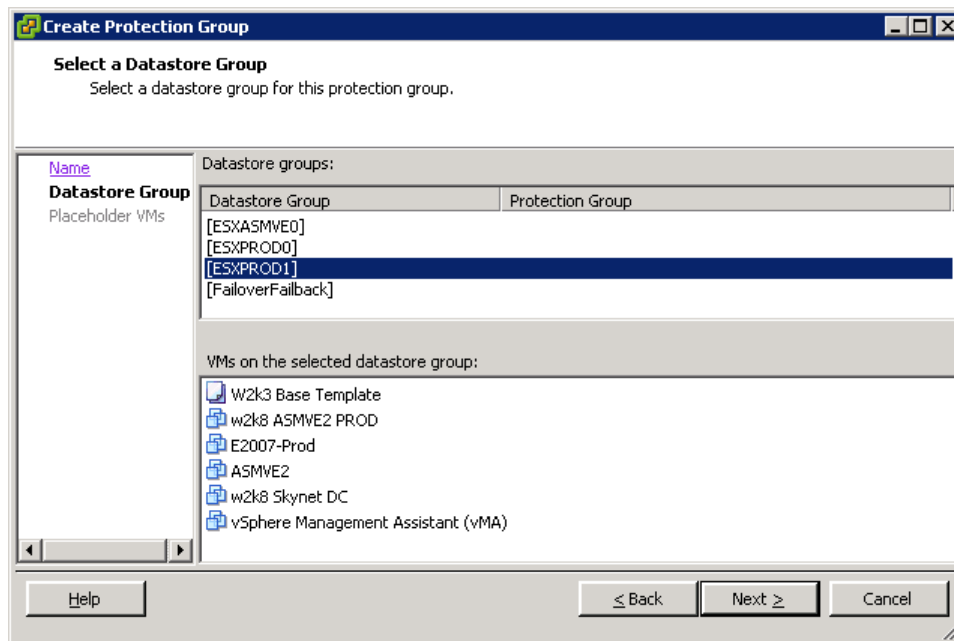 Create Protection Group
Select a Datastore Group
Select a datastore group for this protection group.
Name
Datastore Group
Placeholder VMs
Datastore groups:
Datastore Group Protection Group
[ESXASMVE0]
[ESXPROD0]
[ESXPROD1]
[FailoverFailback]
VMs on the selected datastore group:
W2k3 Base Template
w2k8 ASMVE2 PROD
E2007-Prod
ASMVE2
w2k8 Skynet DC
vSphere Management Assistant (vMA)
Help < Back Next > Cancel